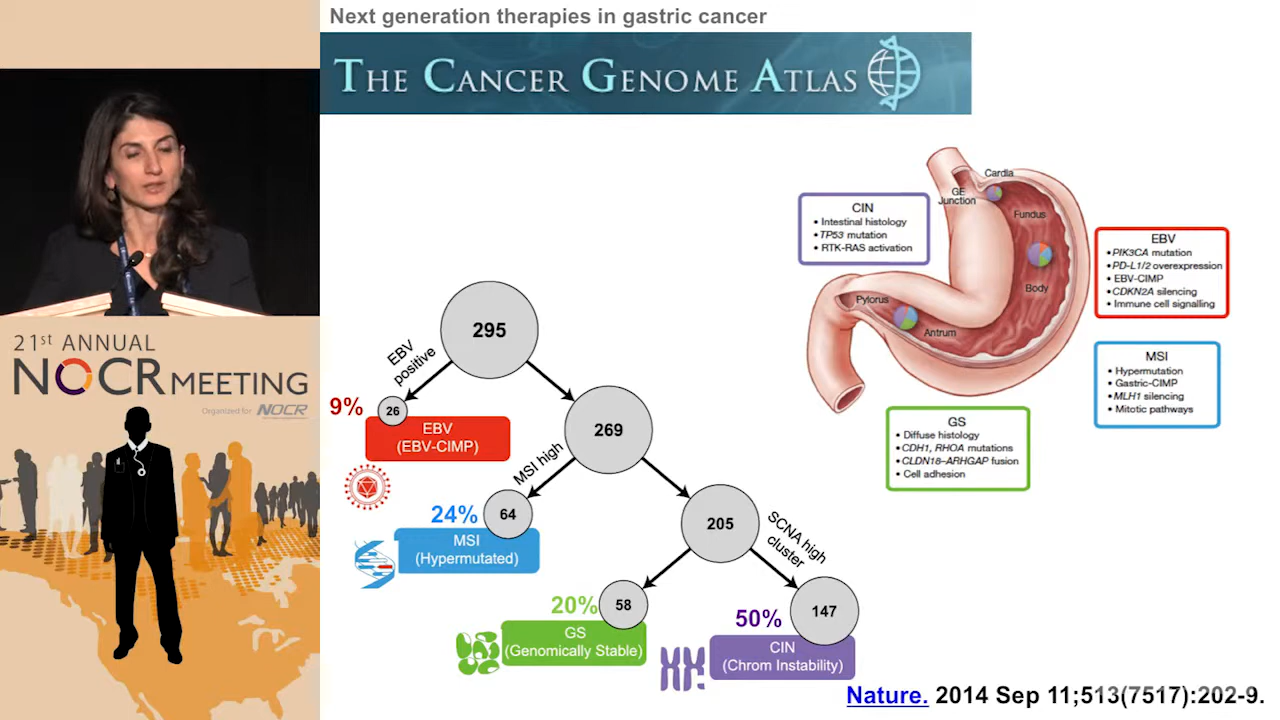 Next generation therapies in gastric cancer
THE CANCER GENOME ATLAS
21st ANNUAL
NOCR MEETING
Organized for NOCR
295
EBV
positive
9%
26
EBV
(EBV-CIMP)
269
MSI high
24%
64
MSI
(Hypermutated)
205
SCNA high
cluster
20%
58
GS
(Genomically Stable)
50%
147
CIN
(Chrom Instability)
CIN
• Intestinal histology
• TP53 mutation
• RTK-RAS activation
Cardia
GE
Junction
Fundus
Body
Pylorus
Antrum
EBV
• PIK3CA mutation
• PD-L1/2 overexpression
• EBV-CIMP
• CDKN2A silencing
• Immune cell signalling
MSI
• Hypermutation
• Gastric-CIMP
• MLH1 silencing
• Mitotic pathways
GS
• Diffuse histology
• CDH1, RHOA mutations
• CLDN18–ARHGAP fusion
• Cell adhesion
Nature. 2014 Sep 11;513(7517):202-9.